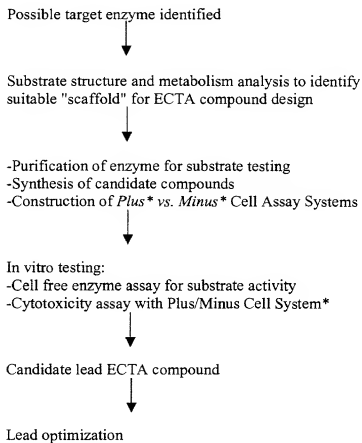 Possible target enzyme identified
Substrate structure and metabolism analysis to identify
suitable "scaffold" for ECTA compound design
-Purification of enzyme for substrate testing
-Synthesis of candidate compounds
-Construction of Plus* vs. Minus* Cell Assay Systems
In vitro testing:
-Cell free enzyme assay for substrate activity
-Cytotoxicity assay with Plus/Minus Cell System*
Candidate lead ECTA compound
Lead optimization